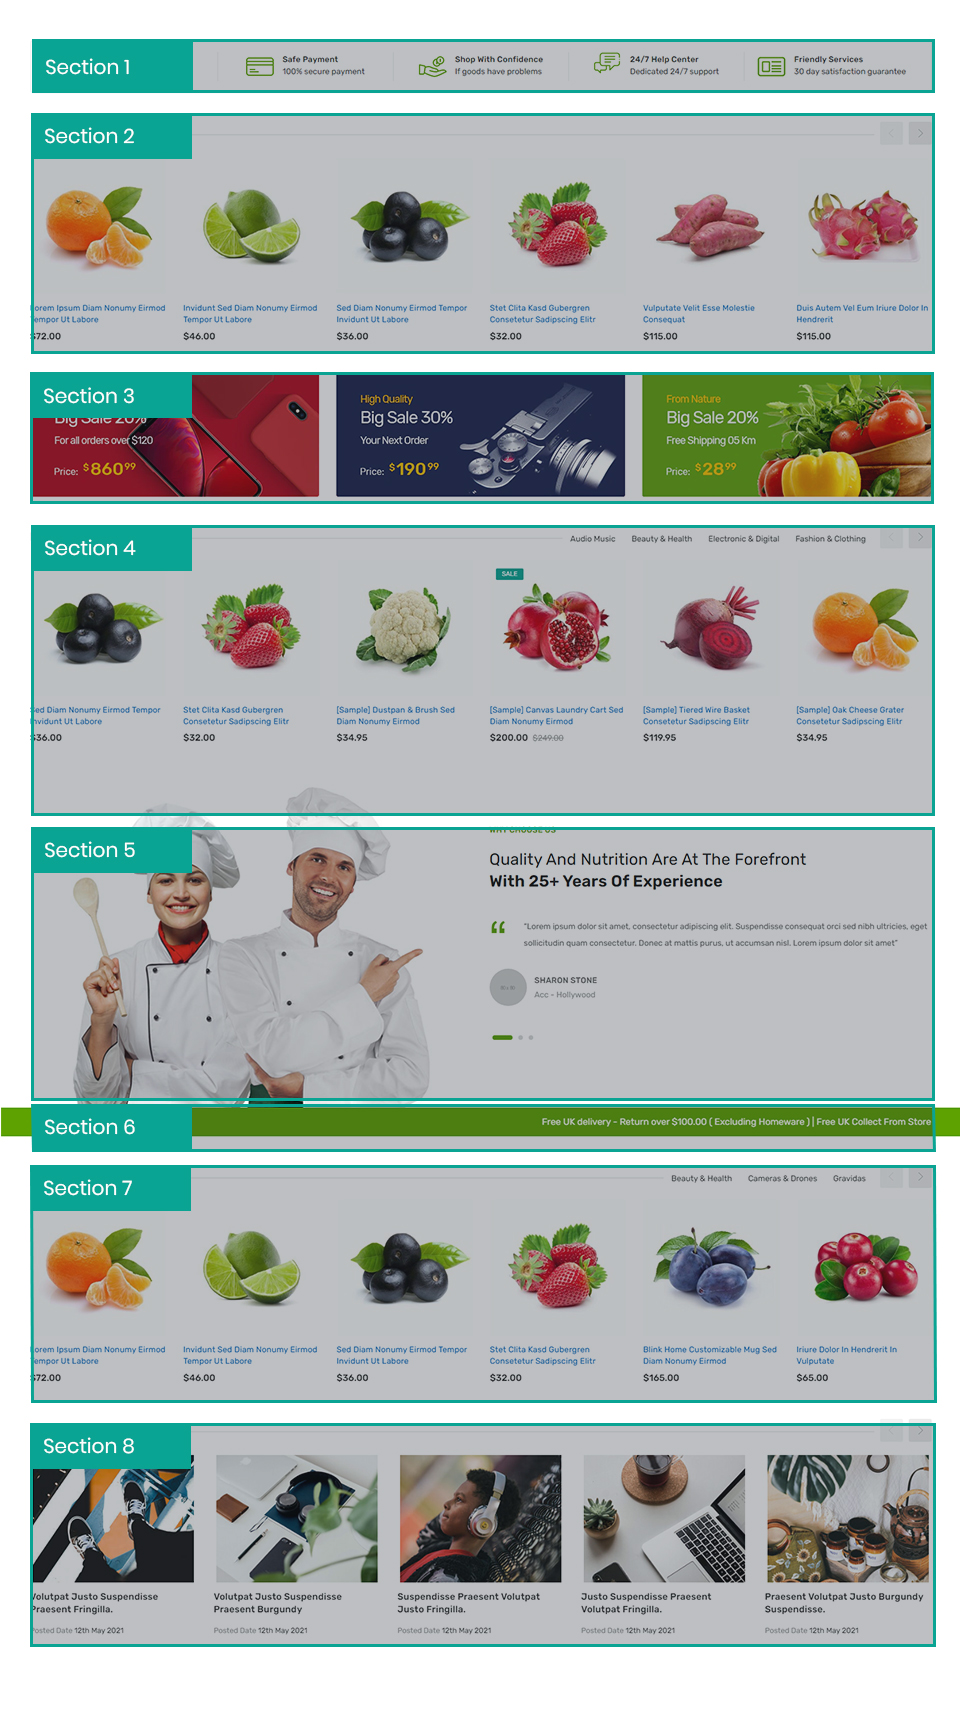 Section 1
Safe Payment
100% secure payment
Shop With Confidence
If goods have problems
24/7 Help Center
Dedicated 24/7 support
Friendly Services
30 day satisfaction guarantee
Section 2
Lorem Ipsum Diam Nonumy Eirmod
Tempor Ut Labore
$72.00
Invidunt Sed Diam Nonumy Eirmod
Tempor Ut Labore
$46.00
Sed Diam Nonumy Eirmod Tempor
Invidunt Ut Labore
$36.00
Stet Clita Kasd Gubergren
Consetetur Sadipscing Elitr
$32.00
Vulputate Velit Esse Molestie
Consequat
$115.00
Duis Autem Vel Eum Iriure Dolor In
Hendrerit
$115.00
Section 3
Big Sale 20%
For all orders over $120
Price: $860.99
High Quality
Big Sale 30%
Your Next Order
Price: $190.99
From Nature
Big Sale 20%
Free Shipping 05 Km
Price: $28.99
Section 4
Audio Music
Beauty & Health
Electronic & Digital
Fashion & Clothing
Sed Diam Nonumy Eirmod Tempor
Invidunt Ut Labore
$36.00
Stet Clita Kasd Gubergren
Consetetur Sadipscing Elitr
$32.00
[Sample] Dustpan & Brush Sed
Diam Nonumy Eirmod
$34.95
SALE
[Sample] Canvas Laundry Cart Sed
Diam Nonumy Eirmod
$200.00 $249.00
[Sample] Tiered Wire Basket
Consetetur Sadipscing Elitr
$119.95
[Sample] Oak Cheese Grater
Consetetur Sadipscing Elitr
$34.95
Section 5
WHY CHOOSE US
Quality And Nutrition Are At The Forefront
With 25+ Years Of Experience
"Lorem ipsum dolor sit amet, consectetur adipiscing elit. Suspendisse consequat orci sed nibh ultricies, eget
sollicitudin quam consectetur. Donec at mattis purus, ut accumsan nisl. Lorem ipsum dolor sit amet"
SHARON STONE
Acc - Hollywood
Section 6
Free UK delivery - Return over $100.00 ( Excluding Homeware ) | Free UK Collect From Store
Section 7
Beauty & Health
Cameras & Drones
Gravidas
Lorem Ipsum Diam Nonumy Eirmod
Tempor Ut Labore
$72.00
Invidunt Sed Diam Nonumy Eirmod
Tempor Ut Labore
$46.00
Sed Diam Nonumy Eirmod Tempor
Invidunt Ut Labore
$36.00
Stet Clita Kasd Gubergren
Consetetur Sadipscing Elitr
$32.00
Blink Home Customizable Mug Sed
Diam Nonumy Eirmod
$165.00
Iriure Dolor In Hendrerit In
Vulputate
$65.00
Section 8
Volutpat Justo Suspendisse
Praesent Fringilla.
Posted Date 12th May 2021
Volutpat Justo Suspendisse
Praesent Burgundy
Posted Date 12th May 2021
Suspendisse Praesent Volutpat
Justo Fringilla.
Posted Date 12th May 2021
Justo Suspendisse Praesent
Volutpat Fringilla.
Posted Date 12th May 2021
Praesent Volutpat Justo Burgundy
Suspendisse.
Posted Date 12th May 2021